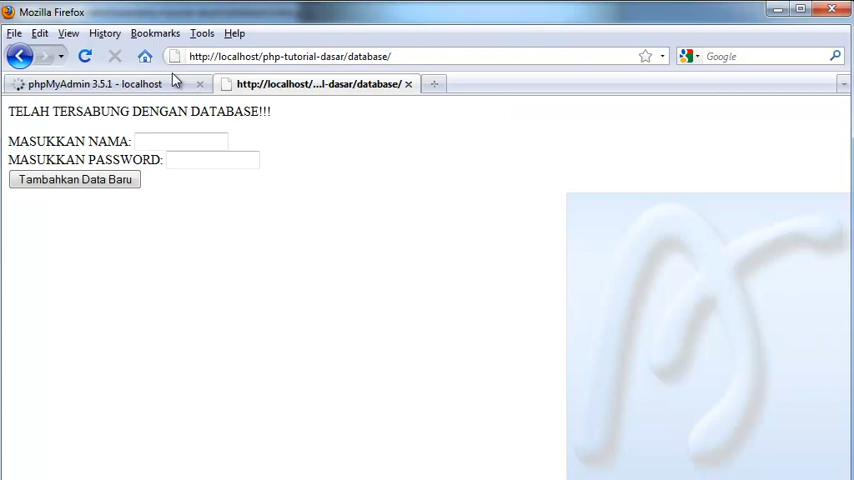 Mozilla Firefox
File Edit View History Bookmarks Tools Help
http://localhost/php-tutorial-dasar/database/
Google
phpMyAdmin 3.5.1 - localhost
http://localhost/...l-dasar/database/
TELAH TERSABUNG DENGAN DATABASE!!!
MASUKKAN NAMA:
MASUKKAN PASSWORD:
Tambahkan Data Baru